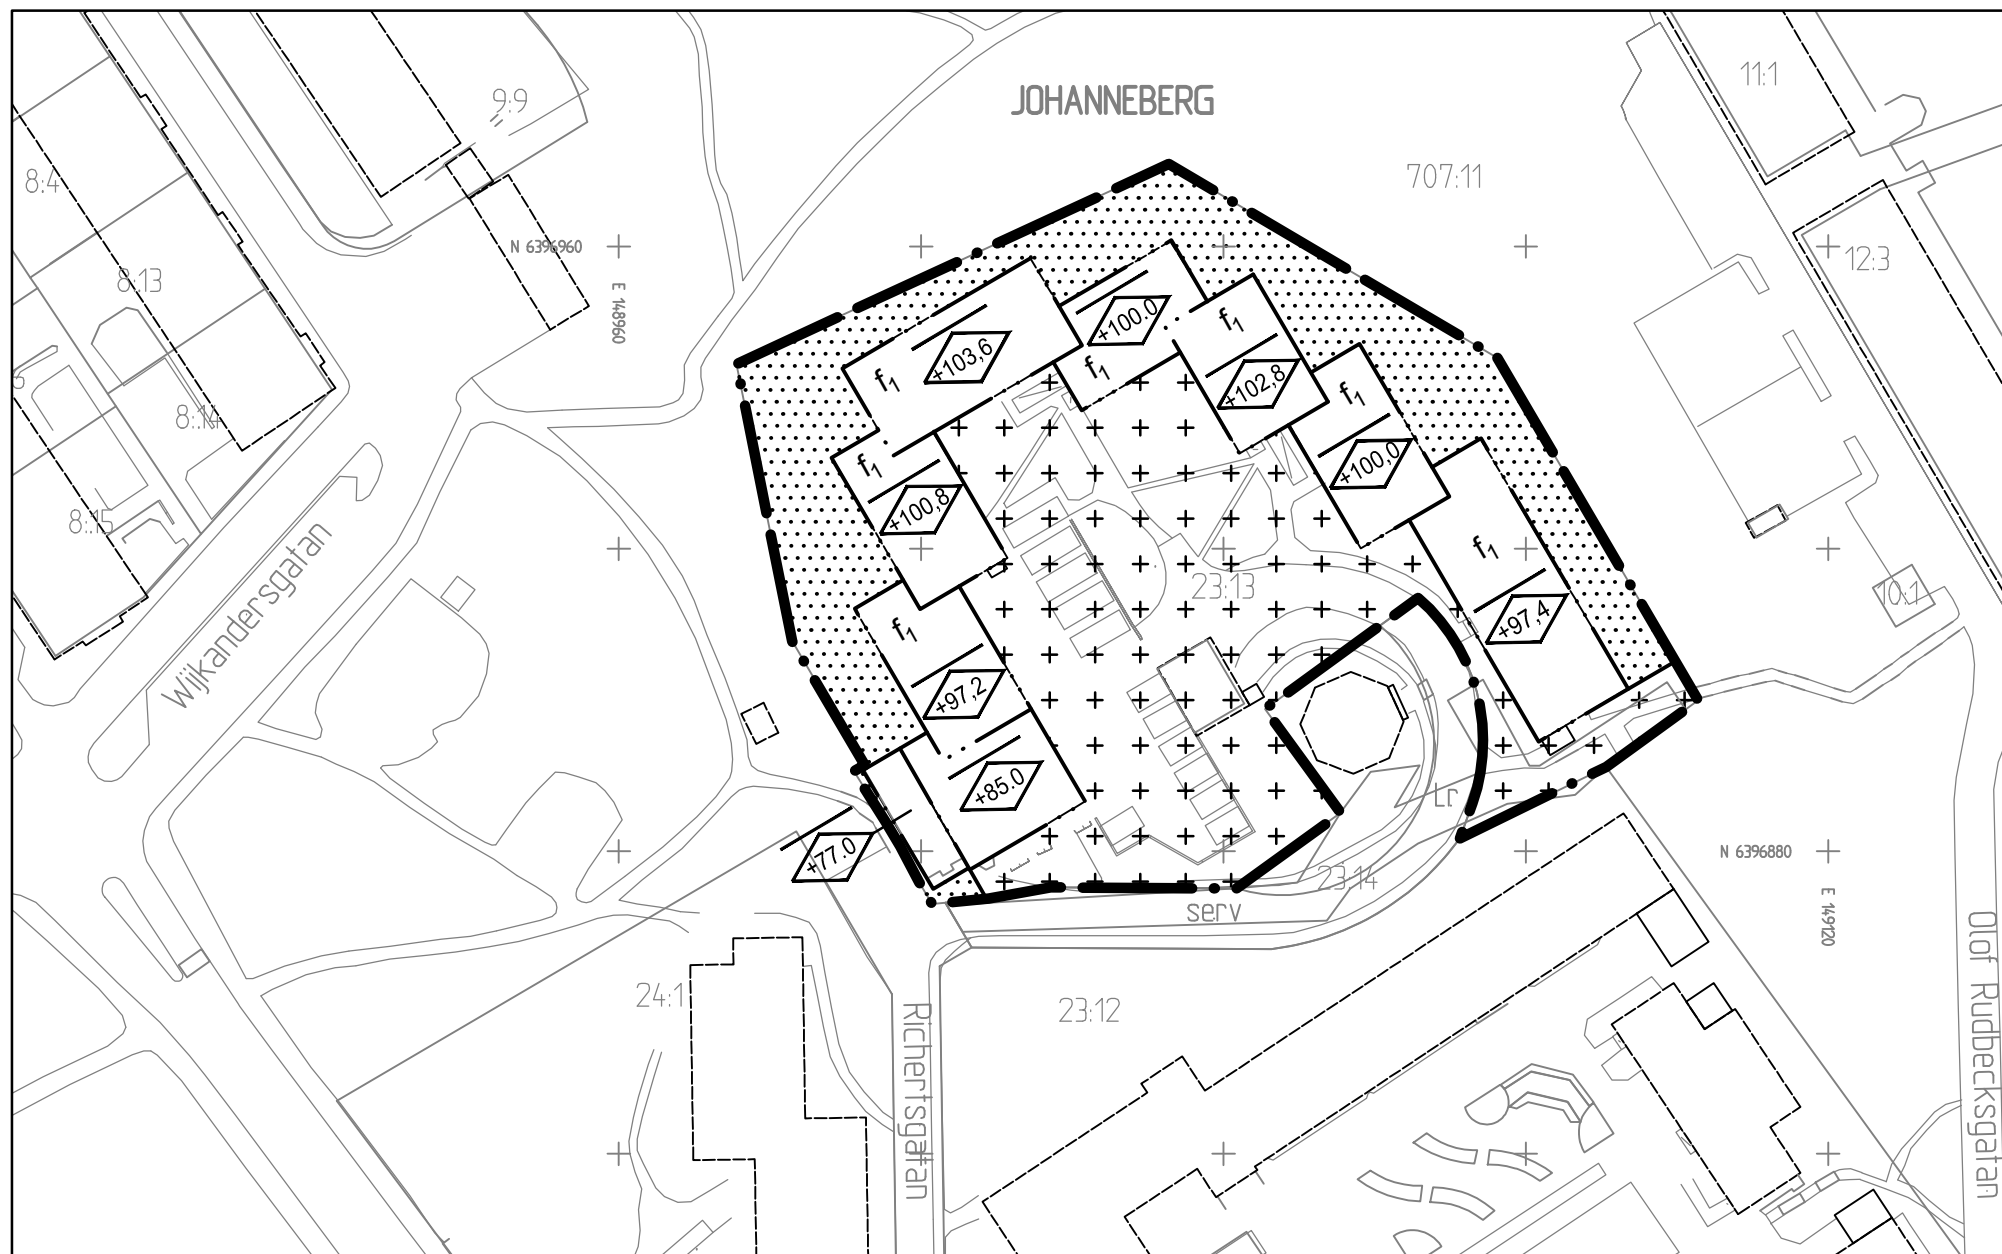 9:9
JOHANNEBERG
11:1
8:4
707:11
N 6396960
12:3
8:13
E 148960
f1
+100.0
+103,6
f1
f1
f1
+102,8
f1
8:14
f1
+100,8
+100,0
8:15
f1
23:13
10:1
Wijkandersgatan
f1
+97,4
+97,2
+85.0
Lr
+77.0
N 6396880
23:14
serv
E 149120
24:1
23:12
Richertsgatan
Olof Rudbecksgatan